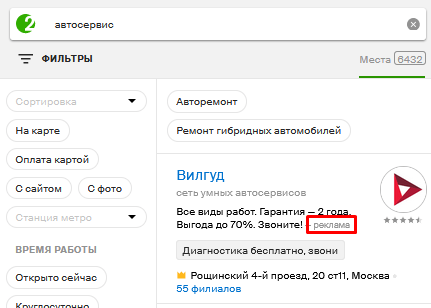 2 автосервис
ФИЛЬТРЫ
Места 6432
Сортировка
На карте
Оплата картой
С сайтом
С фото
Станция метро
ВРЕМЯ РАБОТЫ
Открыто сейчас
Круглосуточно
Авторемонт
Ремонт гибридных автомобилей
Вилгуд
сеть умных автосервисов
Все виды работ. Гарантия – 2 года.
Выгода до 70%. Звоните! - реклама
Диагностика бесплатно, звони
Рощинский 4-й проезд, 20 ст11, Москва
55 филиалов